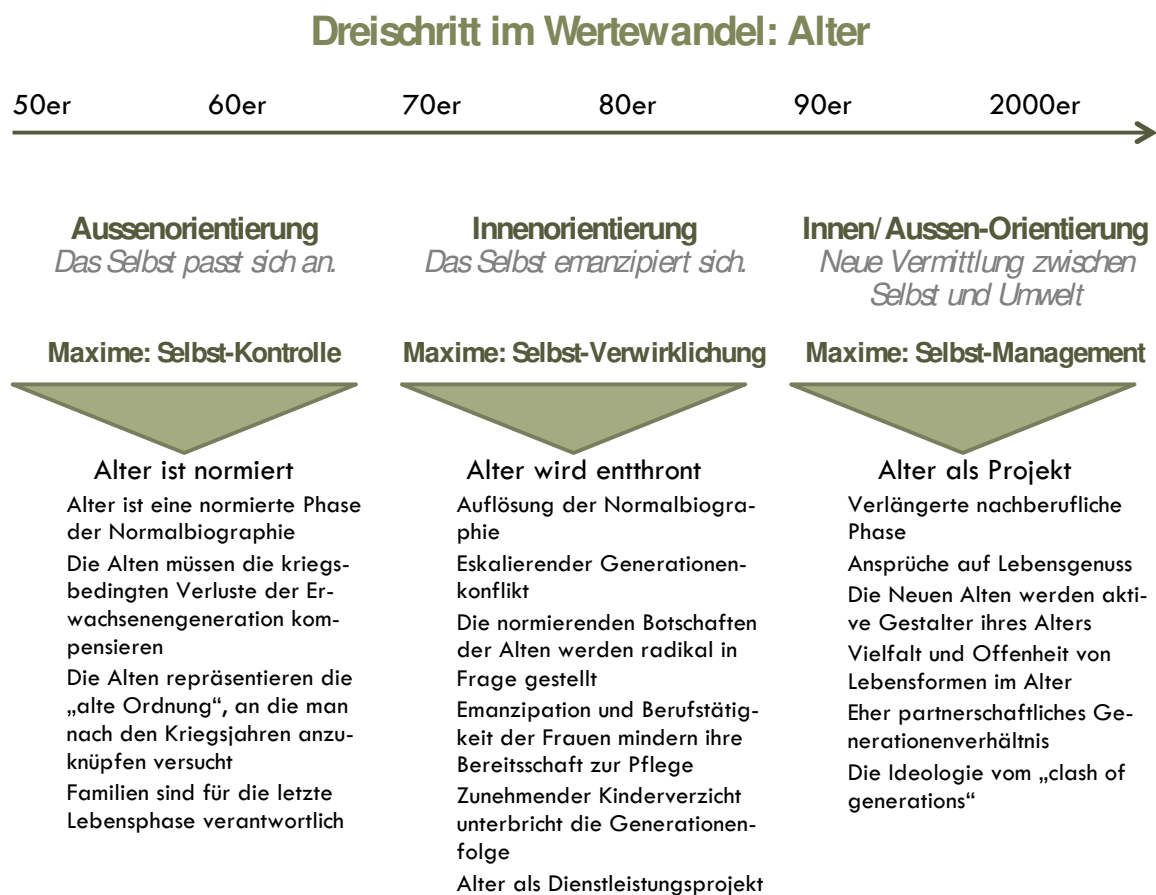 Dreischritt im Wertewandel: Alter
50er 60er 70er 80er 90er 2000er
Aussenorientierung
Das Selbst passt sich an.
Maxime: Selbst-Kontrolle
Alter ist normiert
Alter ist eine normierte Phase
der Normalbiographie
Die Alten müssen die kriegs-
bedingten Verluste der Er-
wachsenengeneration kom-
pensieren
Die Alten repräsentieren die
„alte Ordnung“, an die man
nach den Kriegsjahren anzu-
knüpfen versucht
Familien sind für die letzte
Lebensphase verantwortlich
Innenorientierung
Das Selbst emanzipiert sich.
Maxime: Selbst-Verwirklichung
Alter wird entthront
Auflösung der Normalbiogra-
phie
Eskalierender Generationen-
konflikt
Die normierenden Botschaften
der Alten werden radikal in
Frage gestellt
Emanzipation und Berufstätig-
keit der Frauen mindern ihre
Bereitsschaft zur Pflege
Zunehmender Kinderverzicht
unterbricht die Generationen-
folge
Alter als Dienstleistungsprojekt
Innen/Aussen-Orientierung
Neue Vermittlung zwischen
Selbst und Umwelt
Maxime: Selbst-Management
Alter als Projekt
Verlängerte nachberufliche
Phase
Ansprüche auf Lebensgenuss
Die Neuen Alten werden akti-
ve Gestalter ihres Alters
Vielfalt und Offenheit von
Lebensformen im Alter
Eher partnerschaftliches Ge-
nerationenverhältnis
Die Ideologie vom „clash of
generations“